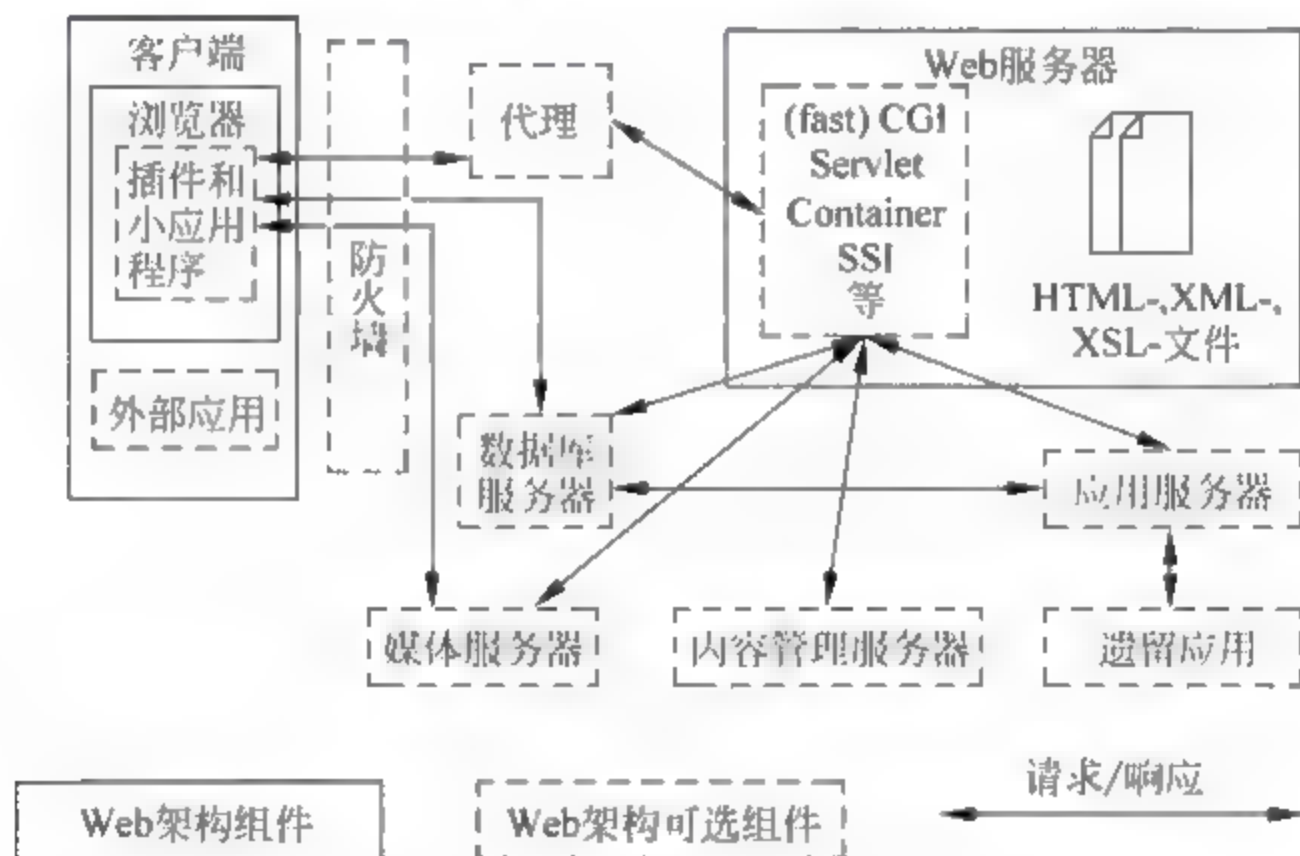 客户端
浏览器
插件和
小应用
程序
外部应用
防
火
墙
代理
Web服务器
(fast) CGI
Servlet
Container
SSI
等
HTML-,XML-,
XSL-文件
数据库
服务器
应用服务器
媒体服务器
内容管理服务器
遗留应用
Web架构组件
Web架构可选组件
请求/响应